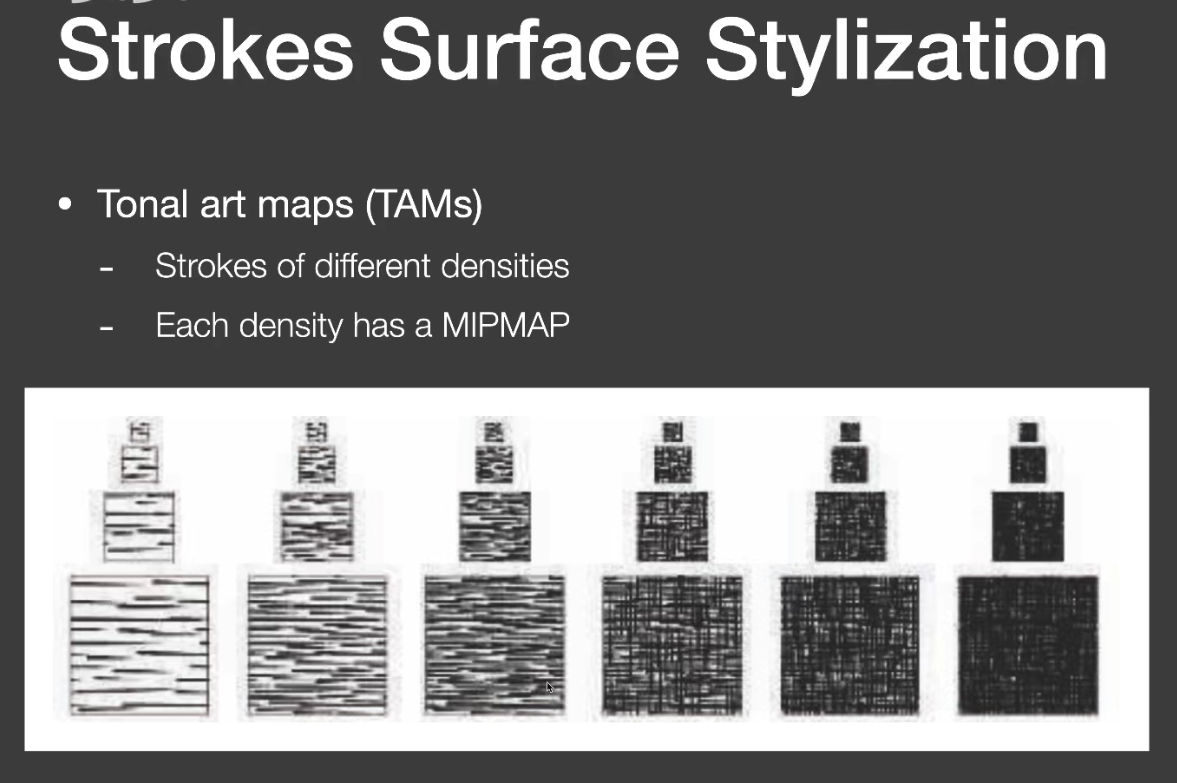 Strokes Surface Stylization
• Tonal art maps (TAMs)
- Strokes of different densities
- Each density has a MIPMAP